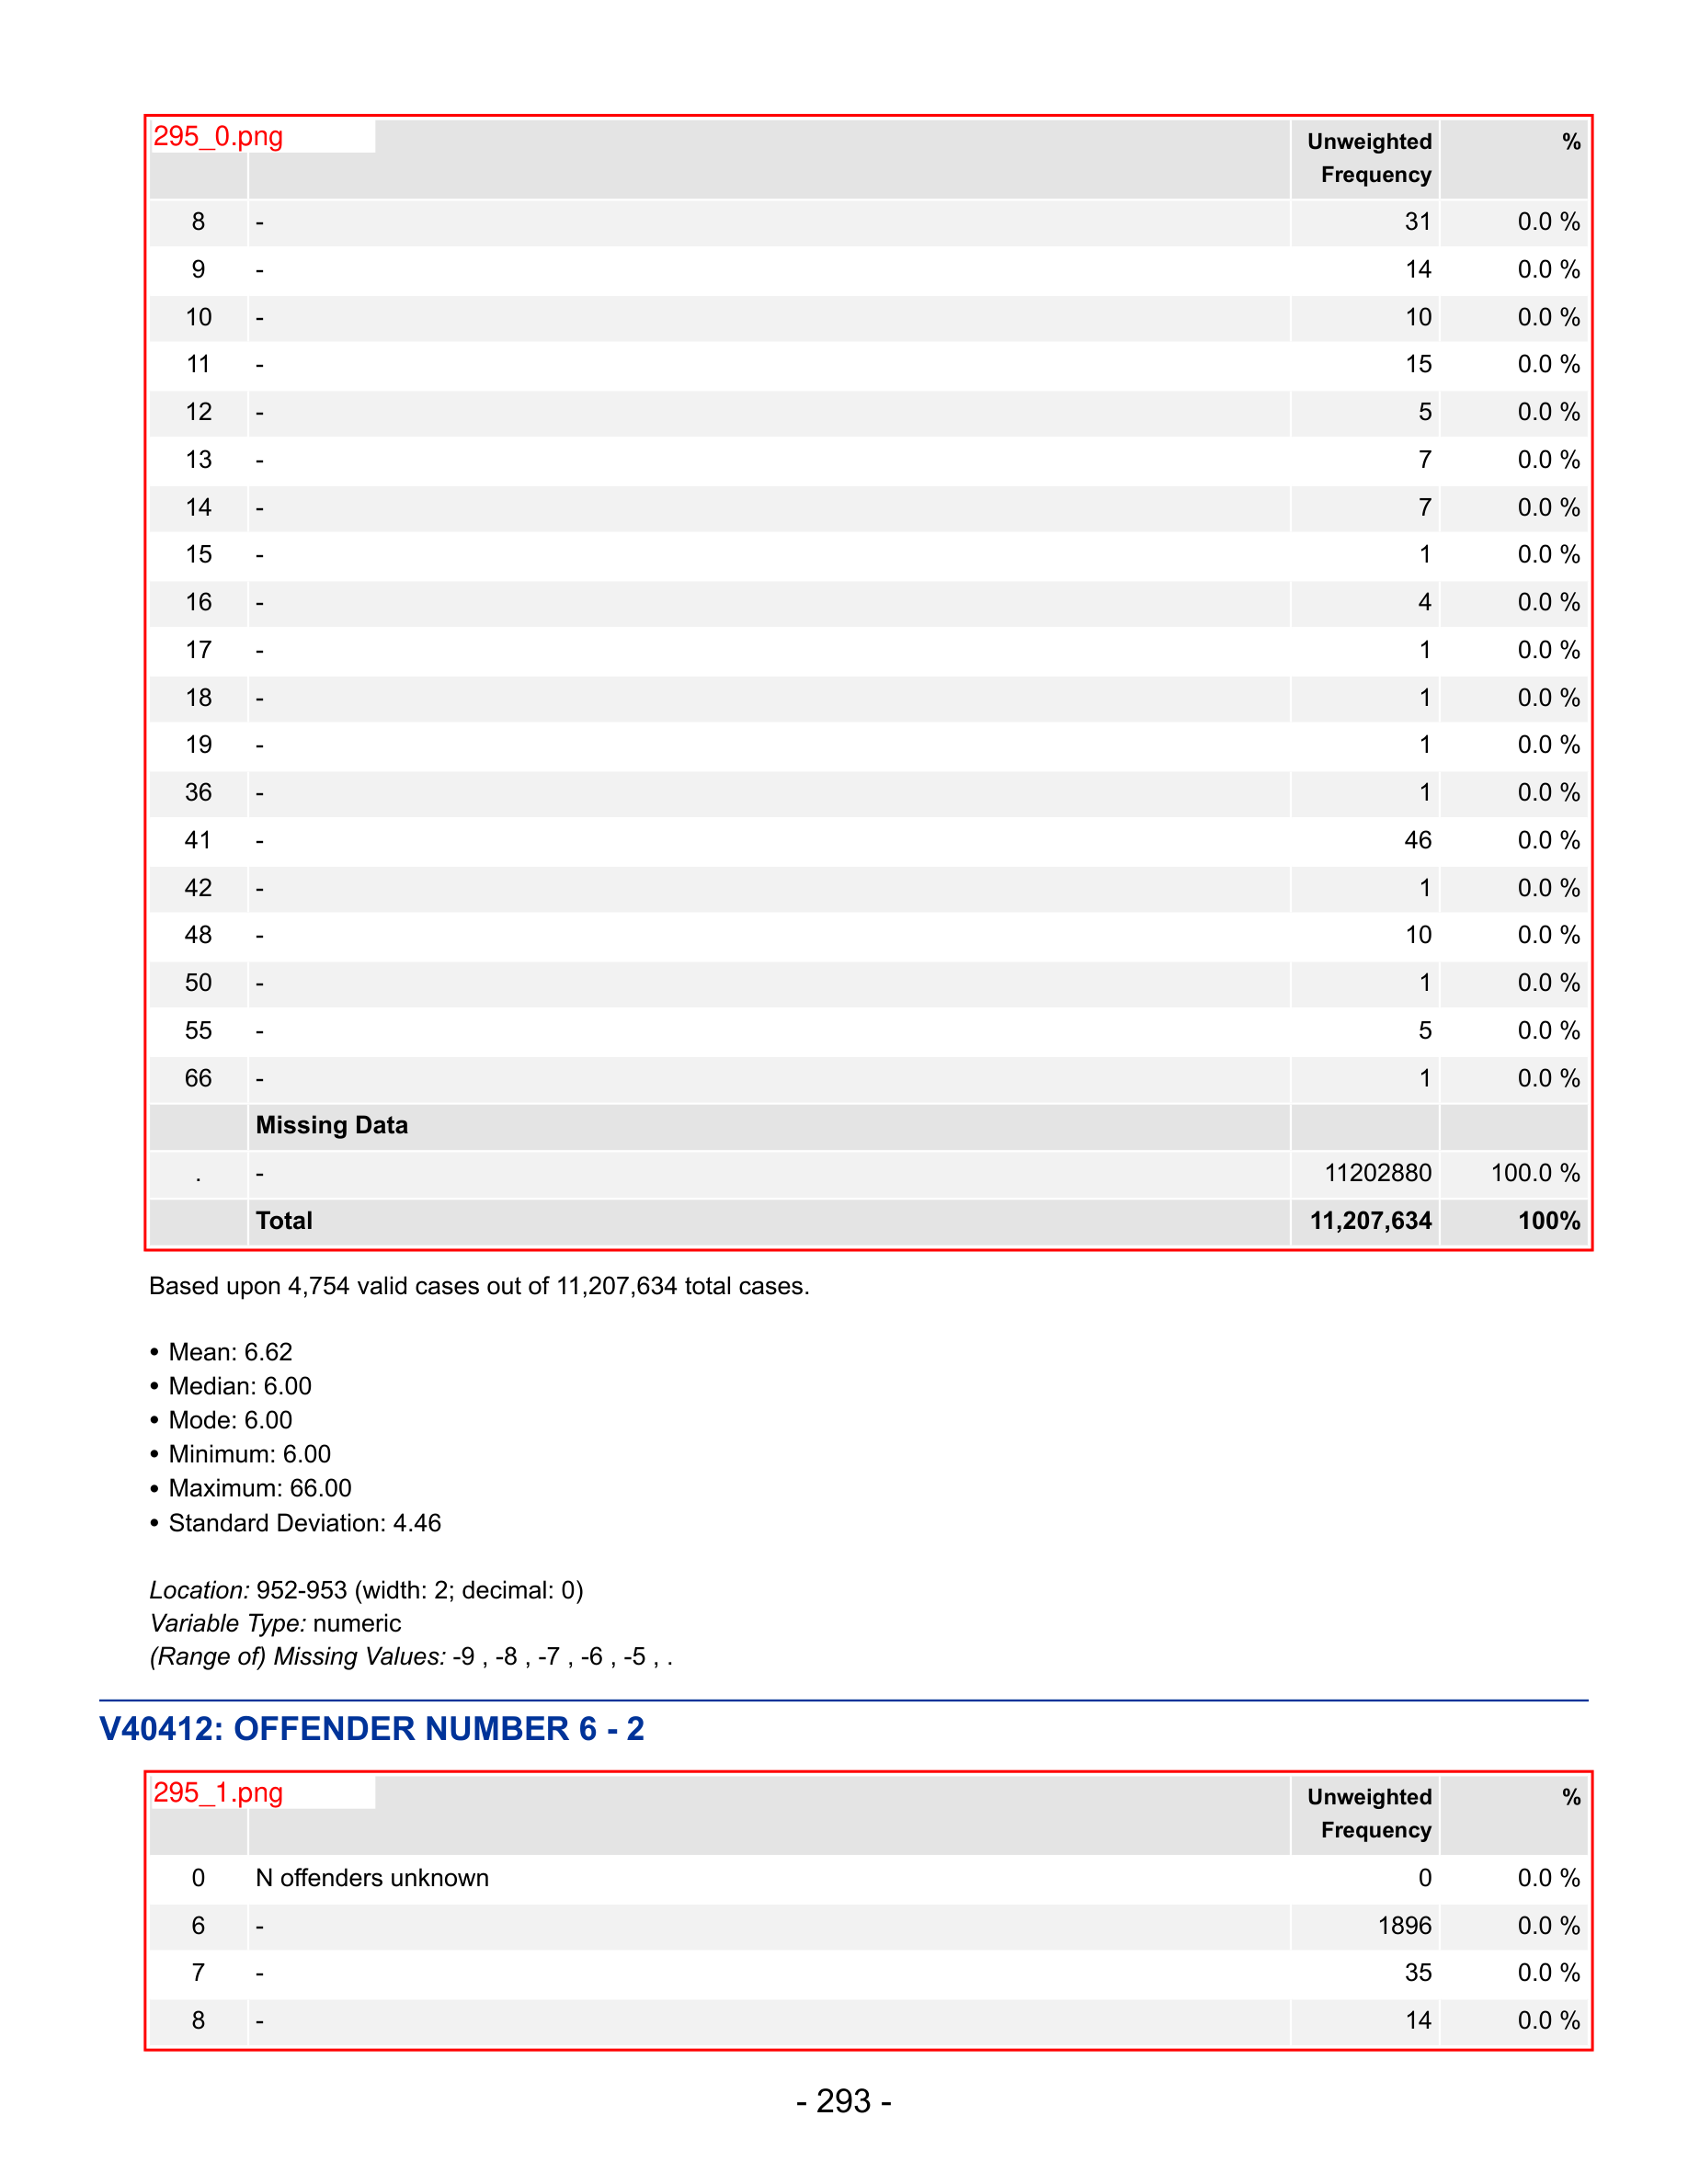 295_0.png
Unweighted Frequency %
8 - 31 0.0 %
9 - 14 0.0 %
10 - 10 0.0 %
11 - 15 0.0 %
12 - 5 0.0 %
13 - 7 0.0 %
14 - 7 0.0 %
15 - 1 0.0 %
16 - 4 0.0 %
17 - 1 0.0 %
18 - 1 0.0 %
19 - 1 0.0 %
36 - 1 0.0 %
41 - 46 0.0 %
42 - 1 0.0 %
48 - 10 0.0 %
50 - 1 0.0 %
55 - 5 0.0 %
66 - 1 0.0 %
Missing Data
. - 11202880 100.0 %
Total 11,207,634 100%
Based upon 4,754 valid cases out of 11,207,634 total cases.
• Mean: 6.62
• Median: 6.00
• Mode: 6.00
• Minimum: 6.00
• Maximum: 66.00
• Standard Deviation: 4.46
Location: 952-953 (width: 2; decimal: 0)
Variable Type: numeric
(Range of) Missing Values: -9 , -8 , -7 , -6 , -5 , .
V40412: OFFENDER NUMBER 6 - 2
295_1.png
Unweighted Frequency %
0 N offenders unknown 0 0.0 %
6 - 1896 0.0 %
7 - 35 0.0 %
8 - 14 0.0 %
- 293 -